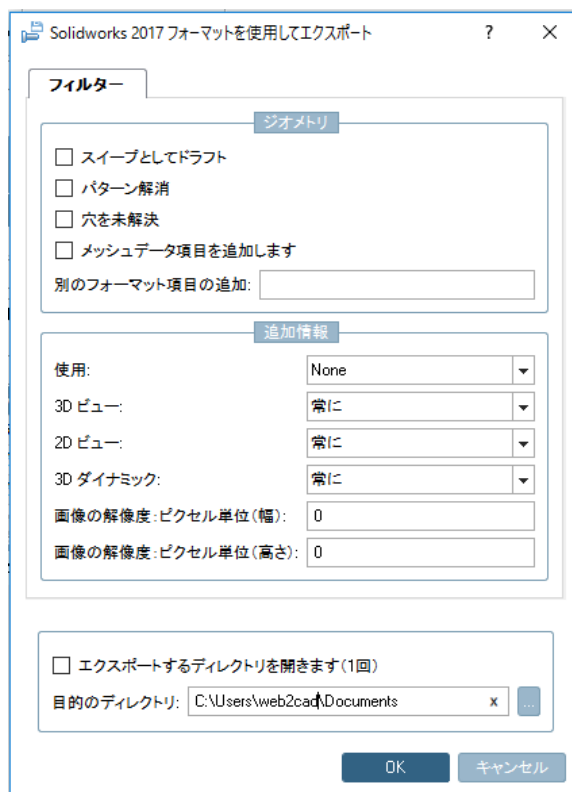 Solidworks 2017 フォーマットを使用してエクスポート ? ×
フィルター
ジオメトリ
スイープとしてドラフト
パターン解消
穴を未解決
メッシュデータ項目を追加します
別のフォーマット項目の追加:
追加情報
使用: None
3D ビュー: 常に
2D ビュー: 常に
3D ダイナミック: 常に
画像の解像度:ピクセル単位(幅): 0
画像の解像度:ピクセル単位(高さ): 0
エクスポートするディレクトリを開きます(1回)
目的のディレクトリ: C:\Users\web2cad\Documents x ...
OK キャンセル